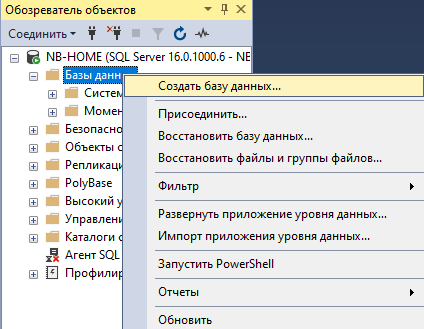 Обозреватель объектов
Соединить
NB-HOME (SQL Server 16.0.1000.6 - NE
Базы данн
Создать базу данных...
Систем
Момен
Присоединить...
Безопасно
Восстановить базу данных...
Объекты с
Восстановить файлы и группы файлов...
Репликаци
PolyBase
Фильтр
Высокий у
Развернуть приложение уровня данных...
Управлени
Импорт приложения уровня данных...
Каталоги с
Агент SQL
Запустить PowerShell
Профилир
Отчеты
Обновить